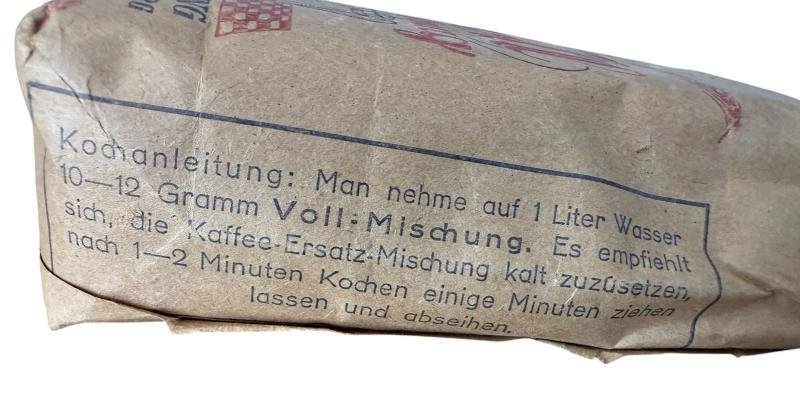 Kochanleitung: Man nehme auf 1 Liter Wasser
10—12 Gramm Voll-Mischung. Es empfiehlt
sich, die Kaffee-Ersatz-Mischung kalt zuzusetzen,
nach 1—2 Minuten Kochen einige Minuten ziehen
lassen und abseihen.